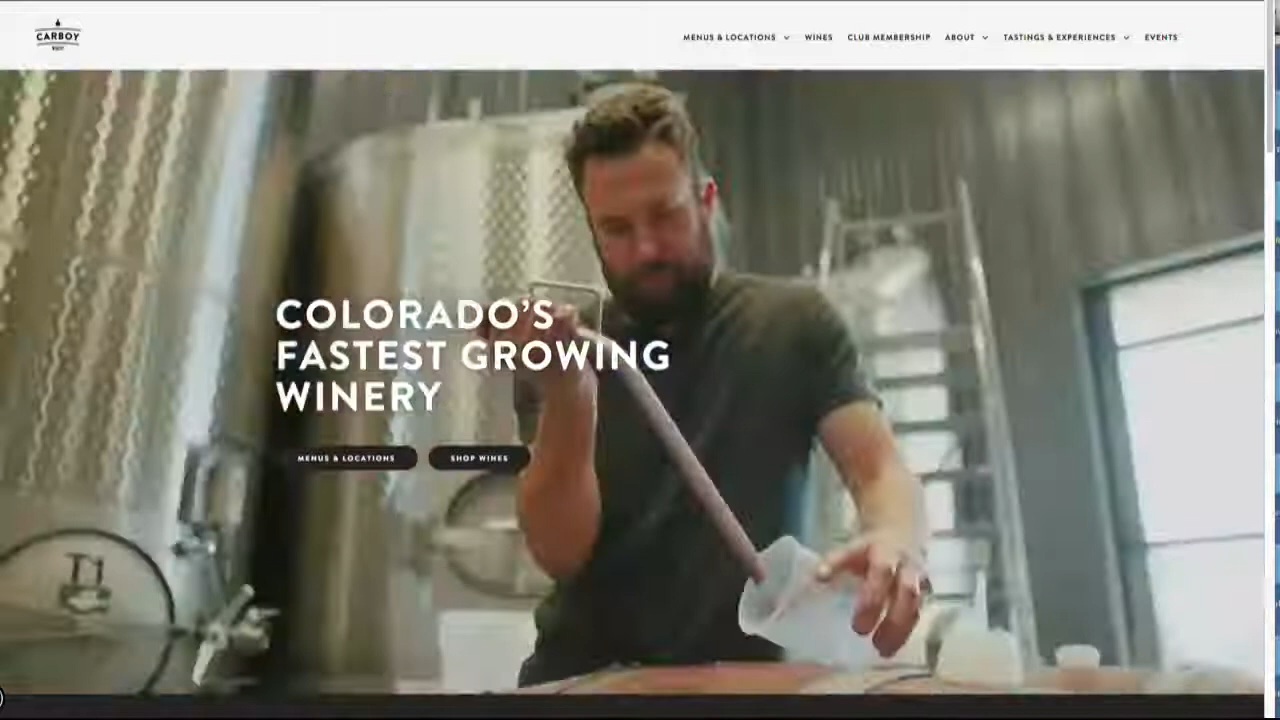 CARBOY
MENUS & LOCATIONS WINES CLUB MEMBERSHIP ABOUT TASTINGS & EXPERIENCES EVENTS
COLORADO'S
FASTEST GROWING
WINERY
MENUS & LOCATIONS SHOP WINES